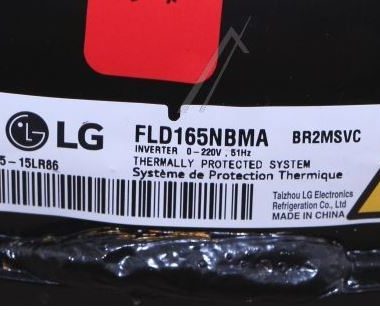 LG FLD165NBMA BR2MSVC
INVERTER 0-220V, 51Hz
5-15LR86
THERMALLY PROTECTED SYSTEM
Système de Protection Thermique
Taizhou LG Electronics
Refrigeration Co., Ltd
MADE IN CHINA